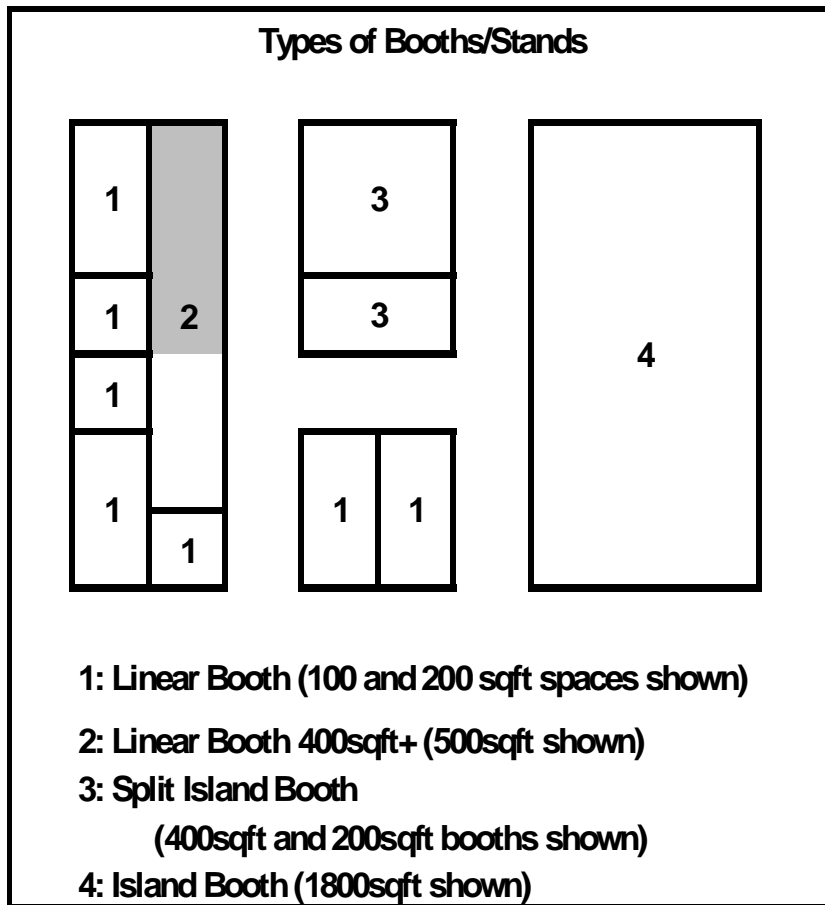 Types of Booths/Stands
1
3
1
2
3
1
4
1
1
1
1
1: Linear Booth (100 and 200 sqft spaces shown)
2: Linear Booth 400sqft+ (500sqft shown)
3: Split Island Booth
(400sqft and 200sqft booths shown)
4: Island Booth (1800sqft shown)